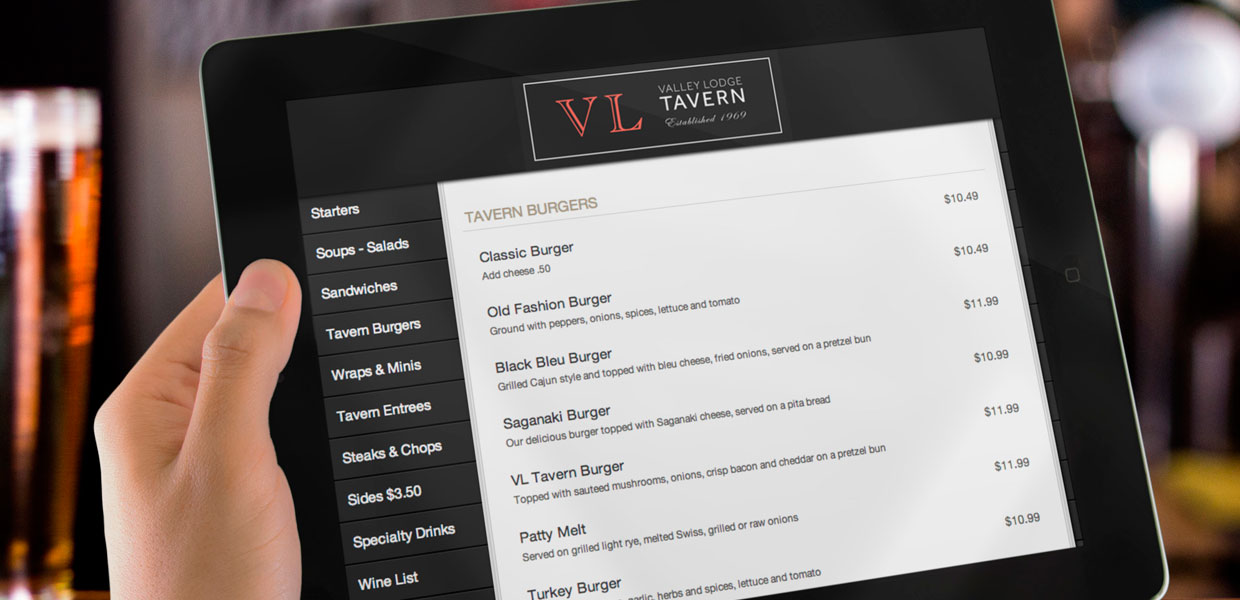 VL
VALLEY LODGE
TAVERN
Established 1969
Starters
Soups - Salads
Sandwiches
Tavern Burgers
Wraps & Minis
Tavern Entrees
Steaks & Chops
Sides $3.50
Specialty Drinks
Wine List
TAVERN BURGERS
Classic Burger $10.49
Add cheese .50
Old Fashion Burger $10.49
Ground with peppers, onions, spices, lettuce and tomato
Black Bleu Burger $11.99
Grilled Cajun style and topped with bleu cheese, fried onions, served on a pretzel bun
Saganaki Burger $10.99
Our delicious burger topped with Saganaki cheese, served on a pita bread
VL Tavern Burger $11.99
Topped with sauteed mushrooms, onions, crisp bacon and cheddar on a pretzel bun
Patty Melt $11.99
Served on grilled light rye, melted Swiss, grilled or raw onions
Turkey Burger $10.99
garlic, herbs and spices, lettuce and tomato